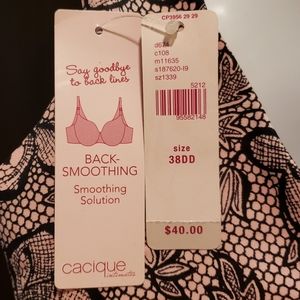 Say goodbye
to back lines
BACK-
SMOOTHING
Smoothing
Solution
cacique
intimates
CP3956 29 29
c108
m11635
s187620-I9
sz1339
5212
95582148
size
38DD
$40.00